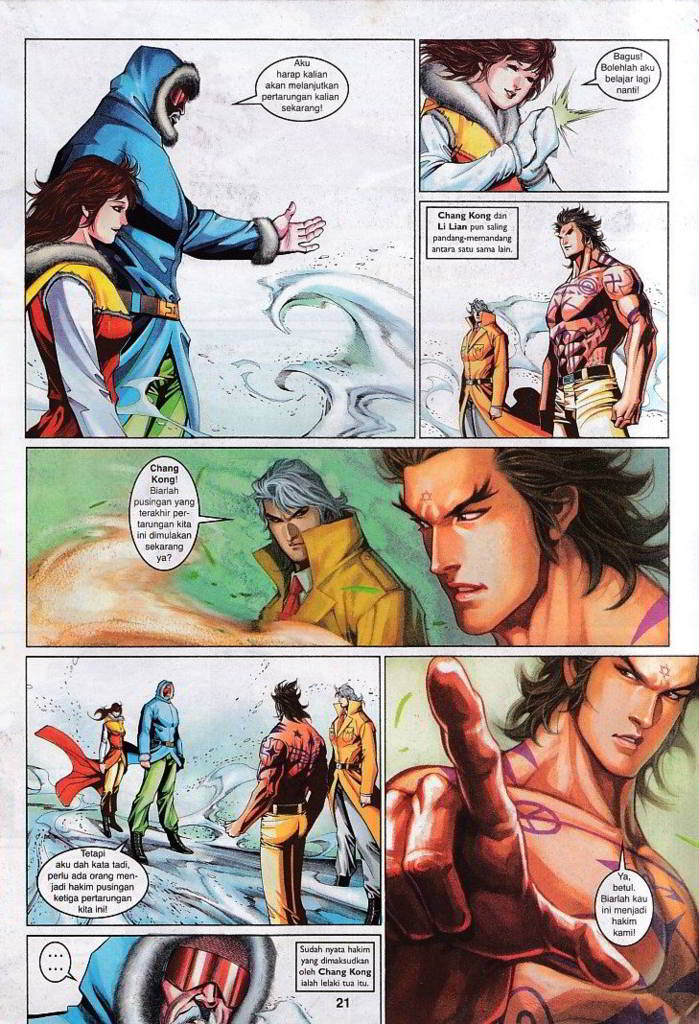 Aku
harap kalian
akan melanjutkan
pertarungan kalian
sekarang!
Bagus!
Bolehlah aku
belajar lagi
nanti!
Chang Kong dan
Li Lian pun saling
pandang-memandang
antara satu sama lain.
Chang
Kong!
Biarlah
pusingan yang
terakhir per-
tarungan kita
ini dimulakan
sekarang
ya?
Tetapi
aku dah kata tadi,
perlu ada orang men-
jadi hakim pusingan
ketiga pertarungan
kita ini!
Ya,
betul.
Biarlah kau
ini menjadi
hakim
kami!
...
...
Sudah nyata hakim
yang dimaksudkan
oleh Chang Kong
ialah lelaki tua itu.
21